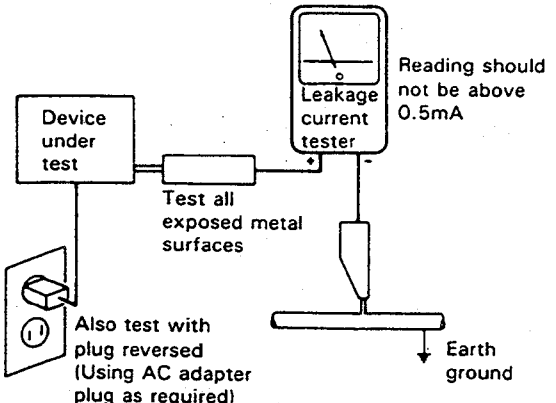 Device
under
test
Leakage
current
tester
+
-
Reading should
not be above
0.5mA
Test all
exposed metal
surfaces
Also test with
plug reversed
(Using AC adapter
plug as required)
Earth
ground